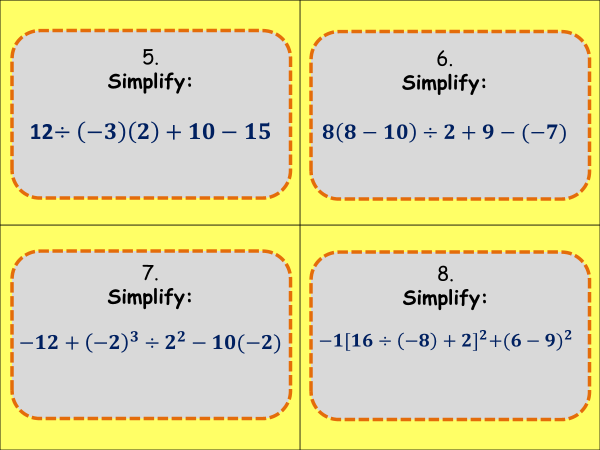 5.
Simplify:
12÷ (−3)(2) + 10 − 15
6.
Simplify:
8(8 − 10) ÷ 2 + 9 − (−7)
7.
Simplify:
−12 + (−2)³ ÷ 2² − 10(−2)
8.
Simplify:
−1[16 ÷ (−8) + 2]²+(6 − 9)²